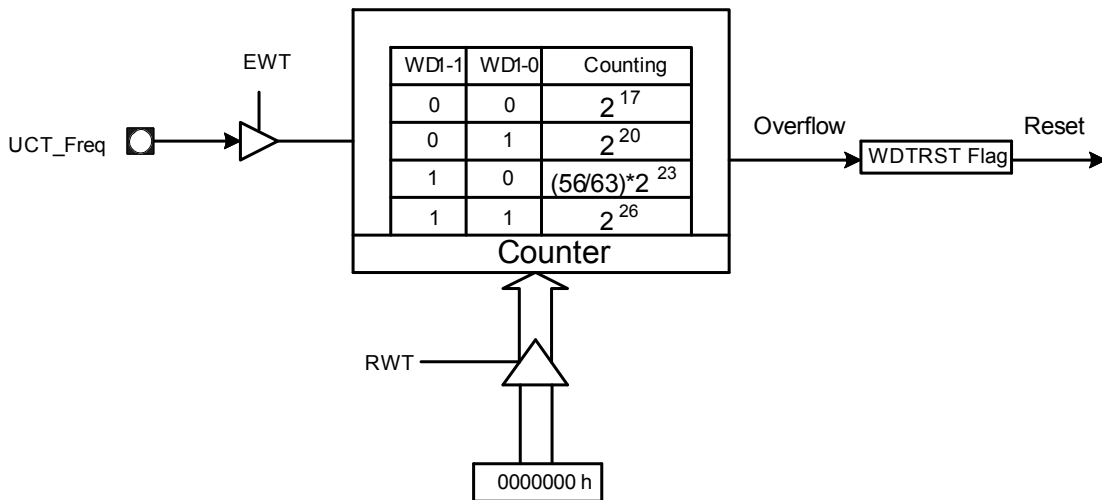 EWT
UCT_Freq
WD1-1 WD1-0 Counting
0 0 2^17
0 1 2^20
1 0 (56/63)*2^23
1 1 2^26
Counter
Overflow
WDTRST Flag
Reset
RWT
0000000 h